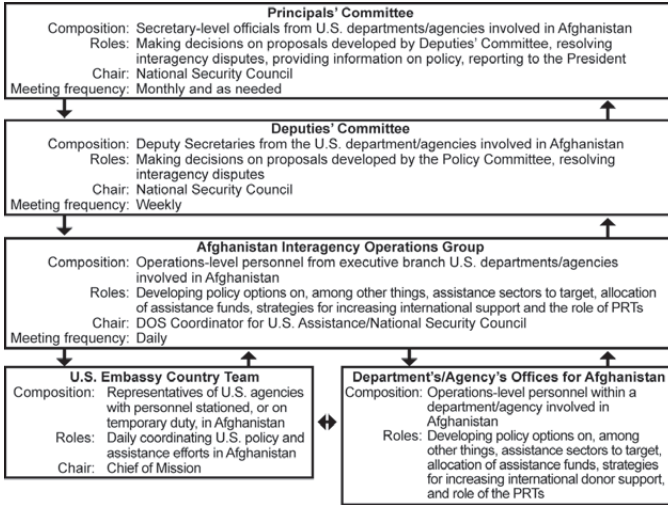 Principals' Committee
Composition: Secretary-level officials from U.S. departments/agencies involved in Afghanistan
Roles: Making decisions on proposals developed by Deputies' Committee, resolving
interagency disputes, providing information on policy, reporting to the President
Chair: National Security Council
Meeting frequency: Monthly and as needed
Deputies' Committee
Composition: Deputy Secretaries from the U.S. department/agencies involved in Afghanistan
Roles: Making decisions on proposals developed by the Policy Committee, resolving
interagency disputes
Chair: National Security Council
Meeting frequency: Weekly
Afghanistan Interagency Operations Group
Composition: Operations-level personnel from executive branch U.S. departments/agencies
involved in Afghanistan
Roles: Developing policy options on, among other things, assistance sectors to target, allocation
of assistance funds, strategies for increasing international support and the role of PRTs
Chair: DOS Coordinator for U.S. Assistance/National Security Council
Meeting frequency: Daily
U.S. Embassy Country Team
Composition: Representatives of U.S. agencies
with personnel stationed, or on
temporary duty, in Afghanistan
Roles: Daily coordinating U.S. policy and
assistance efforts in Afghanistan
Chair: Chief of Mission
Department's/Agency's Offices for Afghanistan
Composition: Operations-level personnel within a
department/agency involved in
Afghanistan
Roles: Developing policy options on, among
other things, assistance sectors to target,
allocation of assistance funds, strategies
for increasing international donor support,
and role of the PRTs